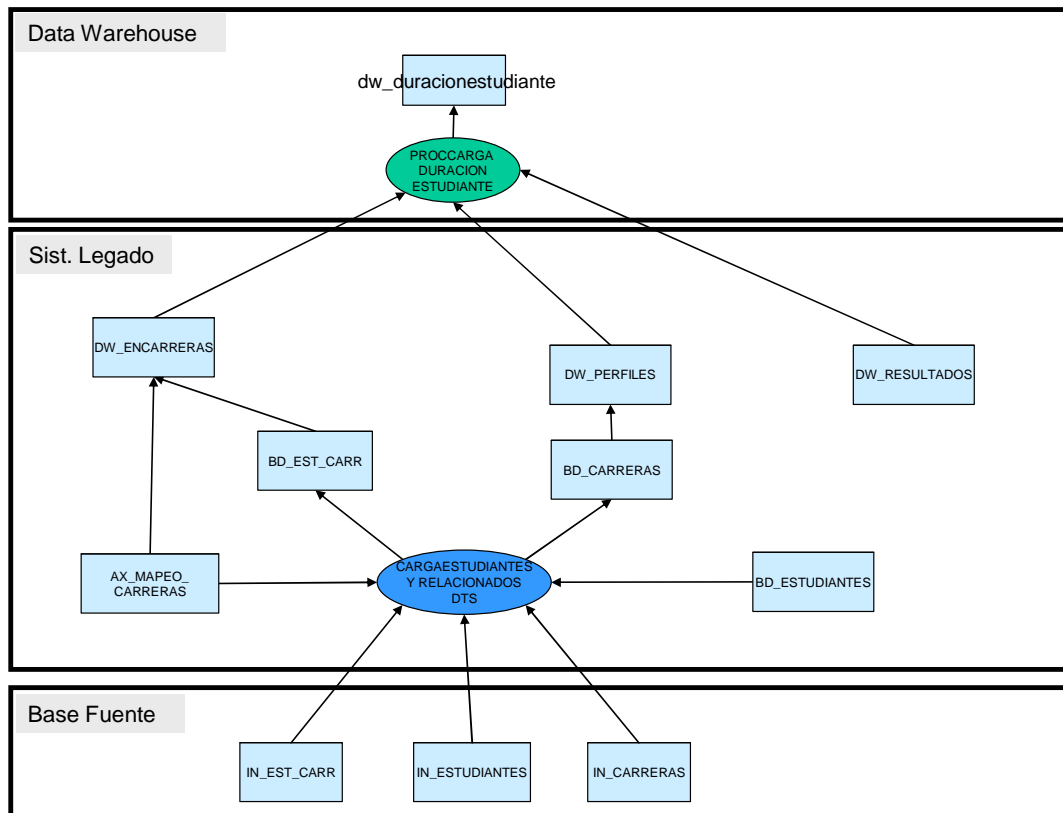 Data Warehouse
dw_duracionestudiante
PROCCARGA
DURACION
ESTUDIANTE
Sist. Legado
DW_ENCARRERAS
DW_PERFILES
DW_RESULTADOS
BD_EST_CARR
BD_CARRERAS
AX_MAPEO_
CARRERAS
CARGAESTUDIANTES
Y RELACIONADOS
DTS
BD_ESTUDIANTES
Base Fuente
IN_EST_CARR
IN_ESTUDIANTES
IN_CARRERAS